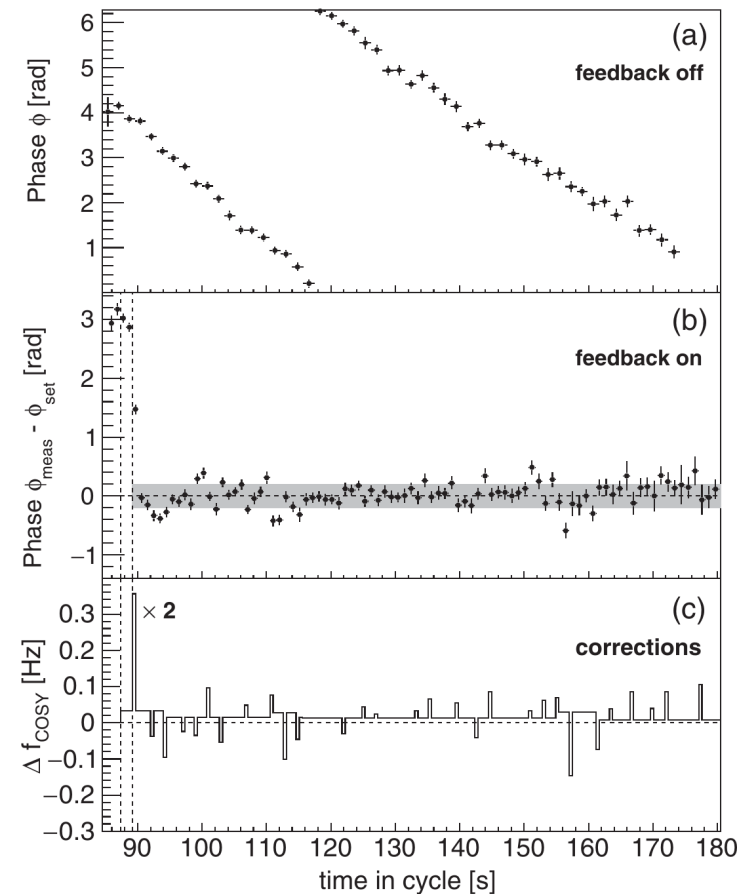 6
5
4
3
2
1
Phase ϕ [rad]
(a)
feedback off
3
2
1
0
−1
Phase ϕmeas - ϕset [rad]
(b)
feedback on
0.3
0.2
0.1
0
−0.1
−0.2
−0.3
Δ fCOSY [Hz]
× 2
(c)
corrections
90 100 110 120 130 140 150 160 170 180
time in cycle [s]